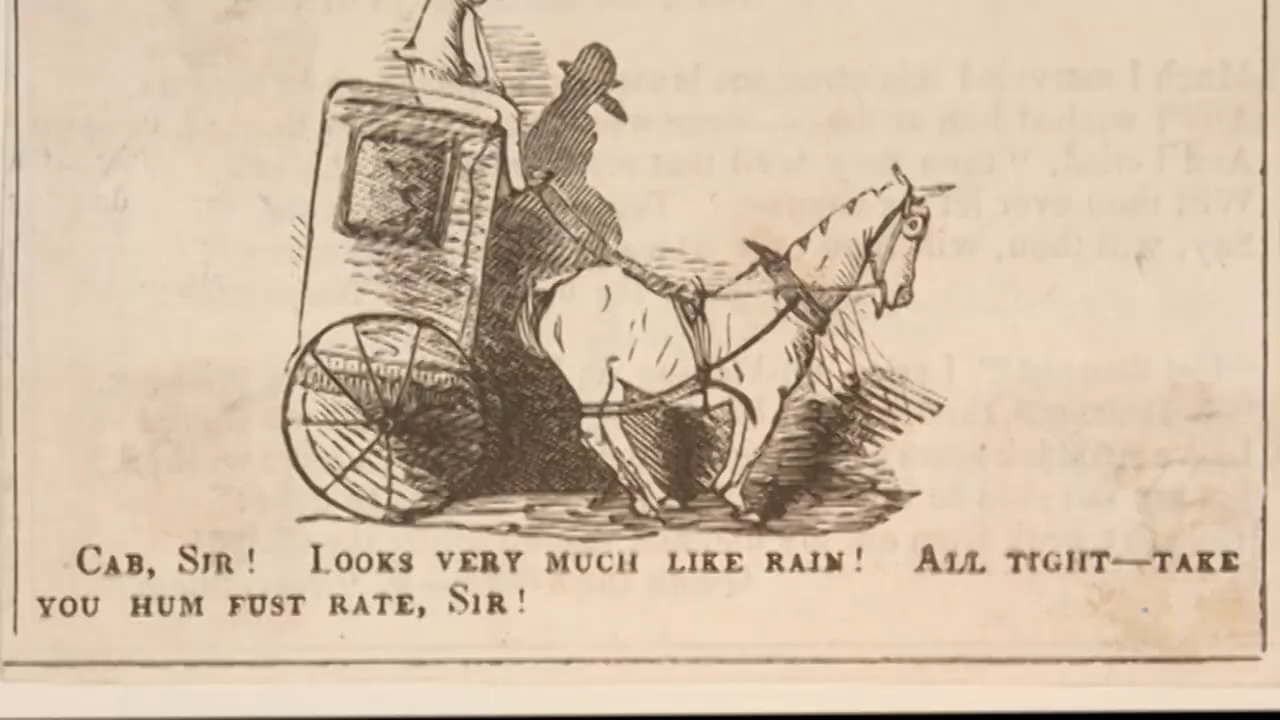 Cab, Sir! Looks very much like rain! All tight—take
you hum fust rate, Sir!